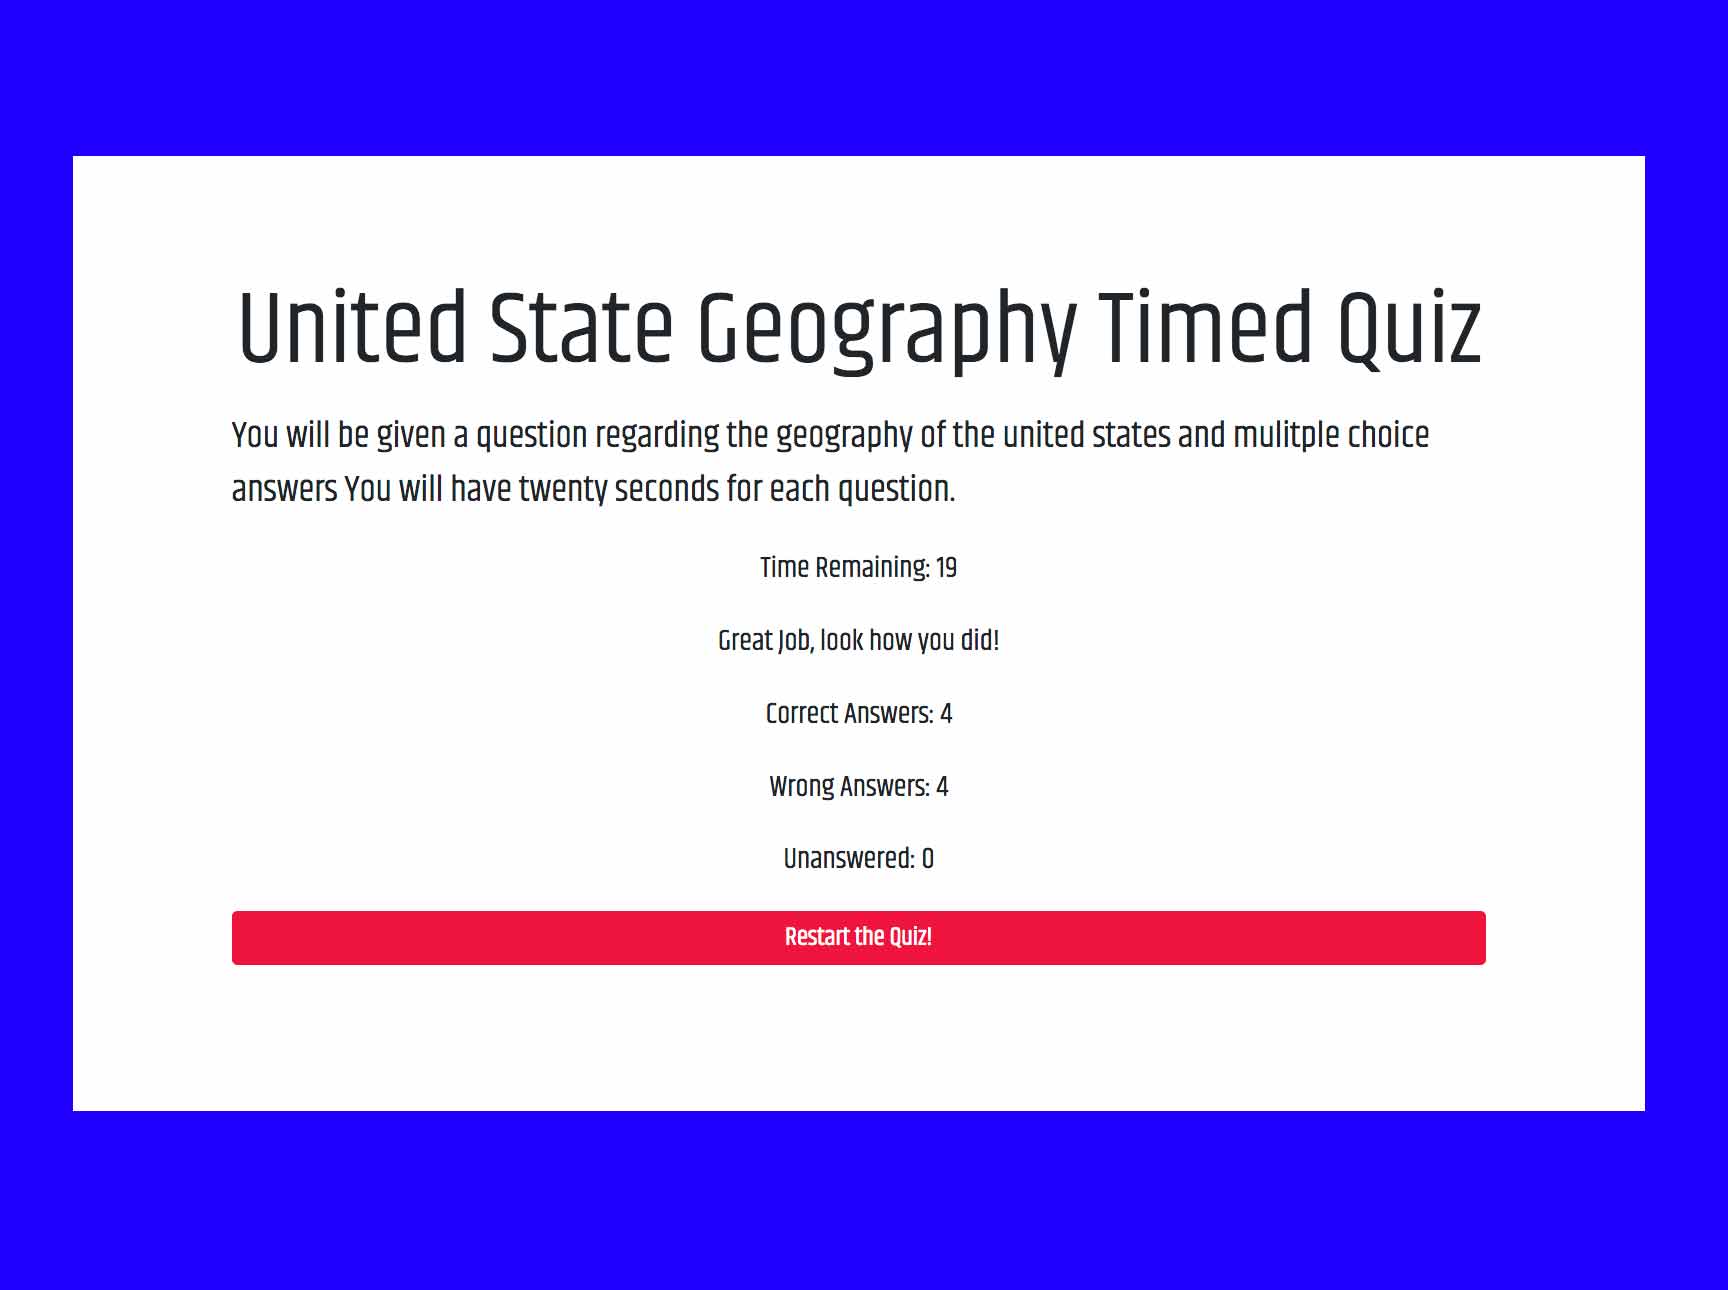 United State Geography Timed Quiz
You will be given a question regarding the geography of the united states and mulitple choice
answers You will have twenty seconds for each question.
Time Remaining: 19
Great Job, look how you did!
Correct Answers: 4
Wrong Answers: 4
Unanswered: 0
Restart the Quiz!